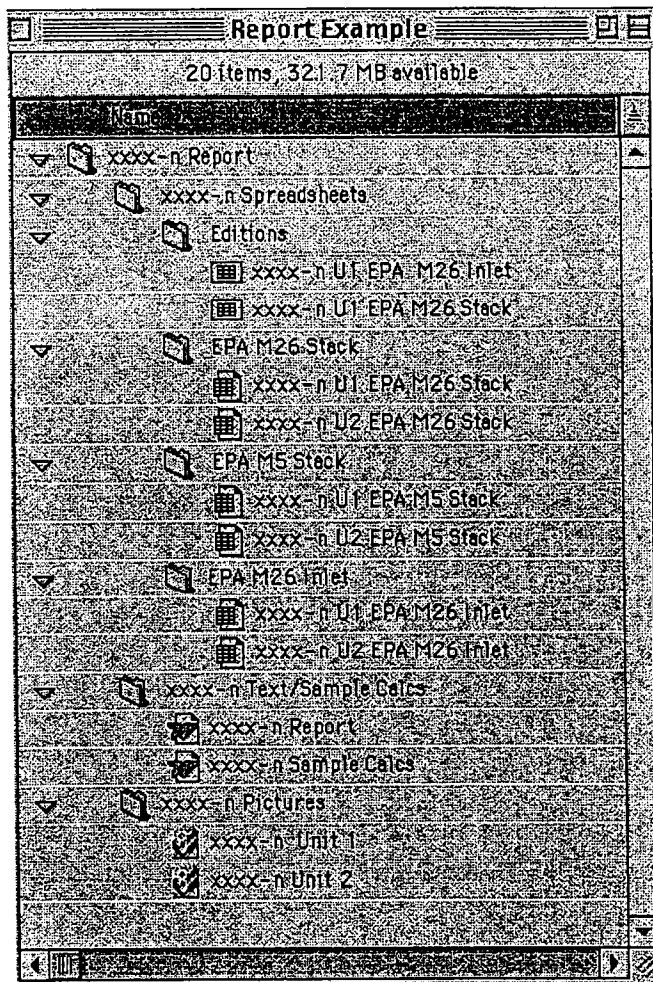 Report Example
20 items, 321.7 MB available
Name
xxxx-n Report
xxxx-n Spreadsheets
Editions
xxxx-n U1 EPA M26 Inlet
xxxx-n U1 EPA M26 Stack
EPA M26 Stack
xxxx-n U1 EPA M26 Stack
xxxx-n U2 EPA M26 Stack
EPA M5 Stack
xxxx-n U1 EPA M5 Stack
xxxx-n U2 EPA M5 Stack
EPA M26 Inlet
xxxx-n U1 EPA M26 Inlet
xxxx-n U2 EPA M26 Inlet
xxxx-n Text/Sample Calcs
xxxx-n Report
xxxx-n Sample Calcs
xxxx-n Pictures
xxxx-n Unit 1
xxxx-n Unit 2